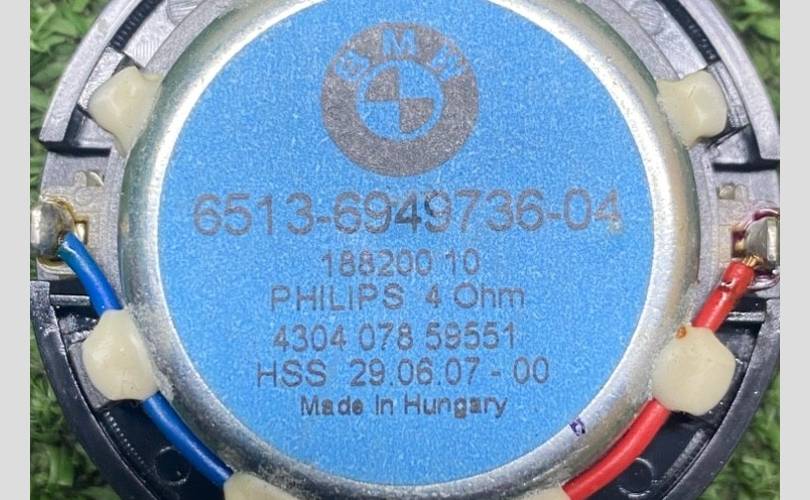 BMW
6513-6949736-04
188200 10
PHILIPS 4 Ohm
4304 078 59551
HSS 29.06.07 - 00
Made In Hungary